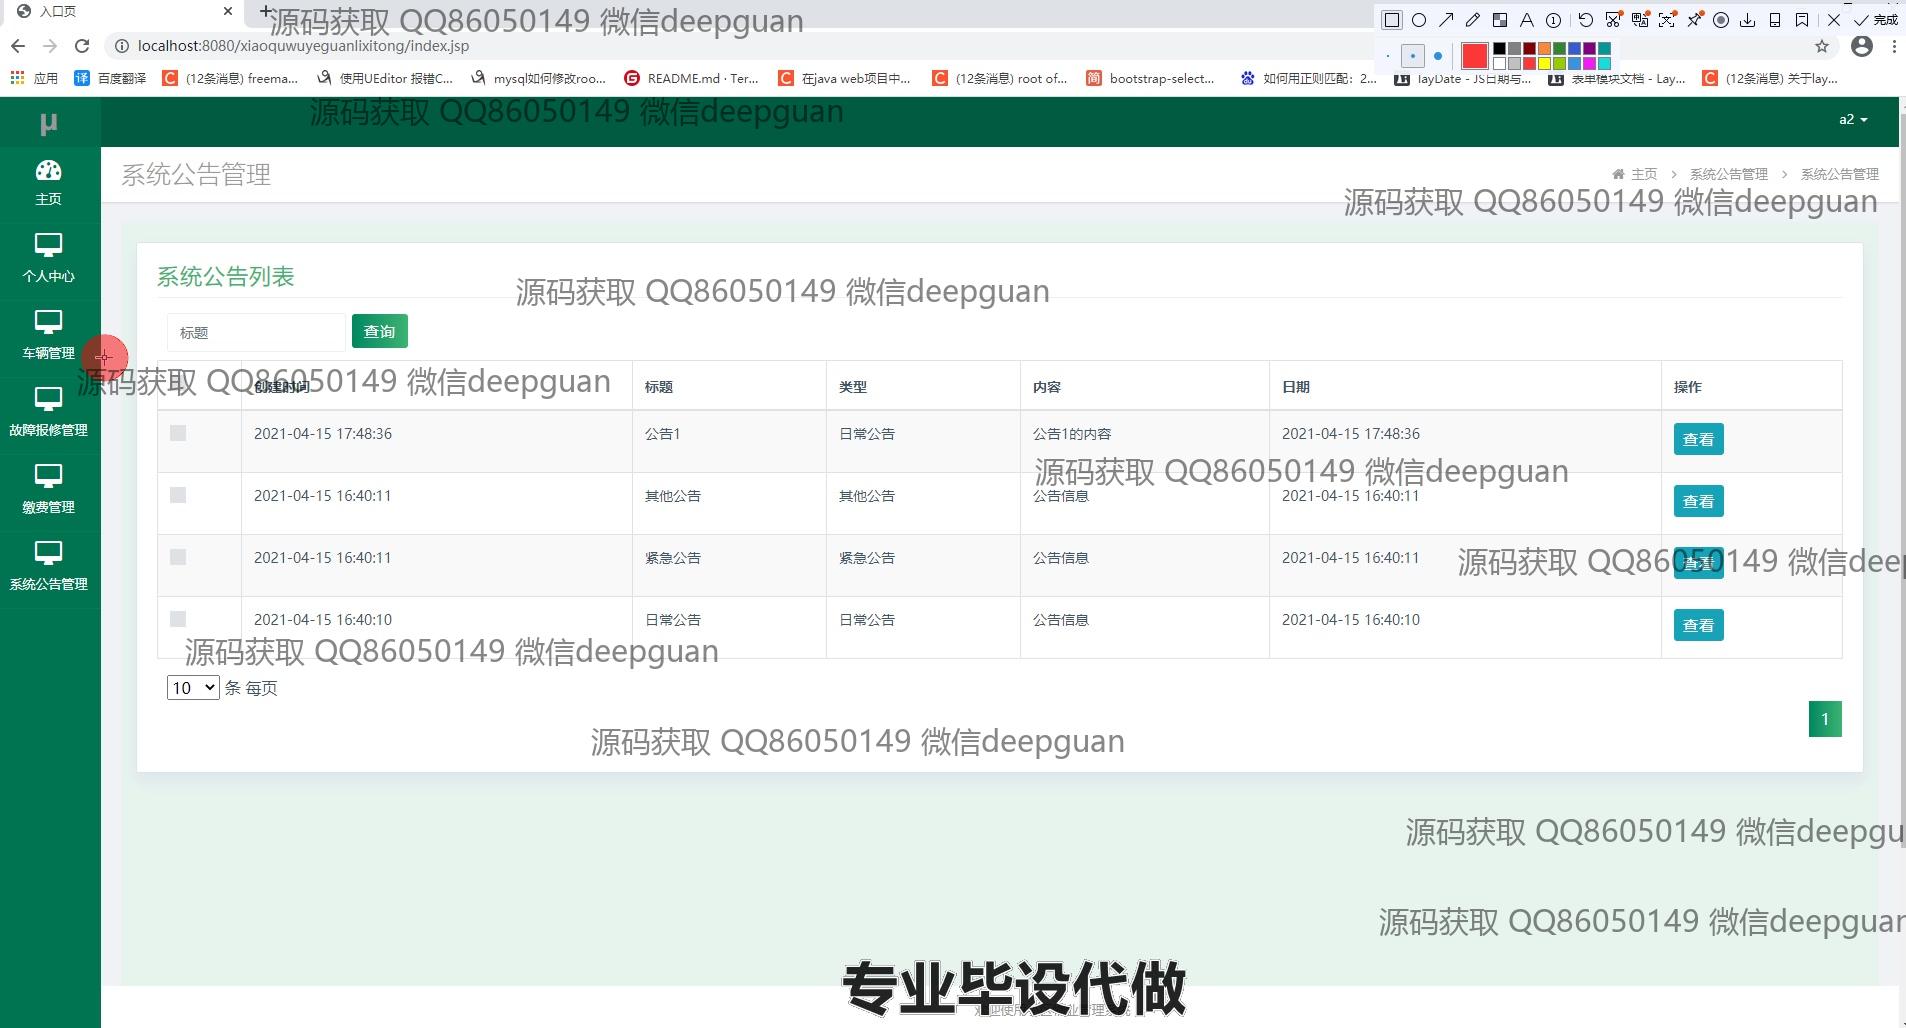 入口页
源码获取 QQ86050149 微信deepguan
完成
localhost:8080/xiaoquwuyeguanlixitong/index.jsp
应用 百度翻译 (12条消息) freema... 使用UEditor 报错C... mysql如何修改roo... README.md · Ter... 在java web项目中... (12条消息) root of... bootstrap-select... 如何用正则匹配：2... layDate - JS日期与... 表单模块文档 - Lay... (12条消息) 关于lay...
源码获取 QQ86050149 微信deepguan
μ
a2
主页
系统公告管理
主页 > 系统公告管理 > 系统公告管理
源码获取 QQ86050149 微信deepguan
个人中心
系统公告列表
源码获取 QQ86050149 微信deepguan
标题 查询
车辆管理
源码获取 QQ86050149 微信deepguan
创建时间 标题 类型 内容 日期 操作
故障报修管理
2021-04-15 17:48:36 公告1 日常公告 公告1的内容 2021-04-15 17:48:36 查看
源码获取 QQ86050149 微信deepguan
缴费管理
2021-04-15 16:40:11 其他公告 其他公告 公告信息 2021-04-15 16:40:11 查看
2021-04-15 16:40:11 紧急公告 紧急公告 公告信息 2021-04-15 16:40:11 查看
源码获取 QQ86050149 微信deep
系统公告管理
2021-04-15 16:40:10 日常公告 日常公告 公告信息 2021-04-15 16:40:10 查看
源码获取 QQ86050149 微信deepguan
10 条 每页
1
源码获取 QQ86050149 微信deepguan
源码获取 QQ86050149 微信deepgu
源码获取 QQ86050149 微信deepguan
专业毕设代做